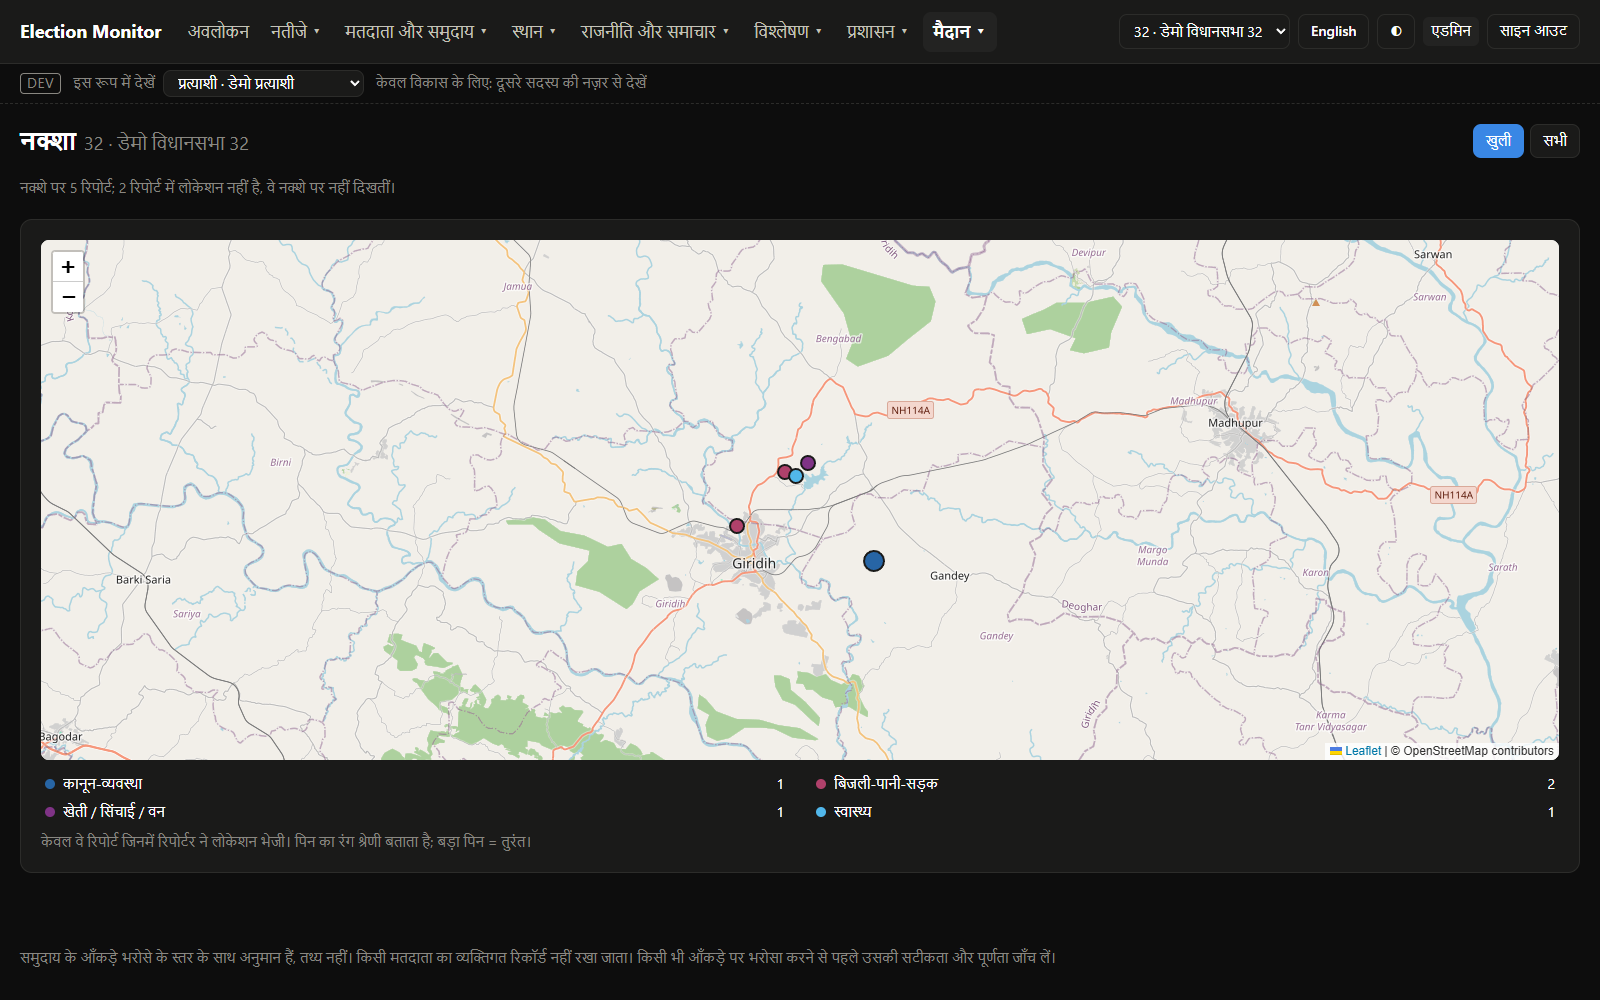 Election Monitor अवलोकन नतीजे ▾ मतदाता और समुदाय ▾ स्थान ▾ राजनीति और समाचार ▾ विश्लेषण ▾ प्रशासन ▾ मैदान ▾ 32 · डेमो विधानसभा 32 English एडमिन साइन आउट
DEV इस रूप में देखें प्रत्याशी · डेमो प्रत्याशी केवल विकास के लिए: दूसरे सदस्य की नज़र से देखें
नक्शा 32 · डेमो विधानसभा 32 खुली सभी
नक्शे पर 5 रिपोर्ट; 2 रिपोर्ट में लोकेशन नहीं है, वे नक्शे पर नहीं दिखतीं।
+
−
Devipur
Sarwan
Jamua
Sarwan
Bengabad
Madhupur
NH114A
Madhupur
Birni
NH114A
Giridih
Margo
Munda
Sarath
Barki Saria
Gandey
Karon
Giridih
Deoghar
Sariya
Gandey
Giridih
Karma
Tanr Vidyasagar
Bagodar
Leaflet | © OpenStreetMap contributors
कानून-व्यवस्था 1 बिजली-पानी-सड़क 2
खेती / सिंचाई / वन 1 स्वास्थ्य 1
केवल वे रिपोर्ट जिनमें रिपोर्टर ने लोकेशन भेजी। पिन का रंग श्रेणी बताता है; बड़ा पिन = तुरंत।
समुदाय के आँकड़े भरोसे के स्तर के साथ अनुमान हैं, तथ्य नहीं। किसी मतदाता का व्यक्तिगत रिकॉर्ड नहीं रखा जाता। किसी भी आँकड़े पर भरोसा करने से पहले उसकी सटीकता और पूर्णता जाँच लें।